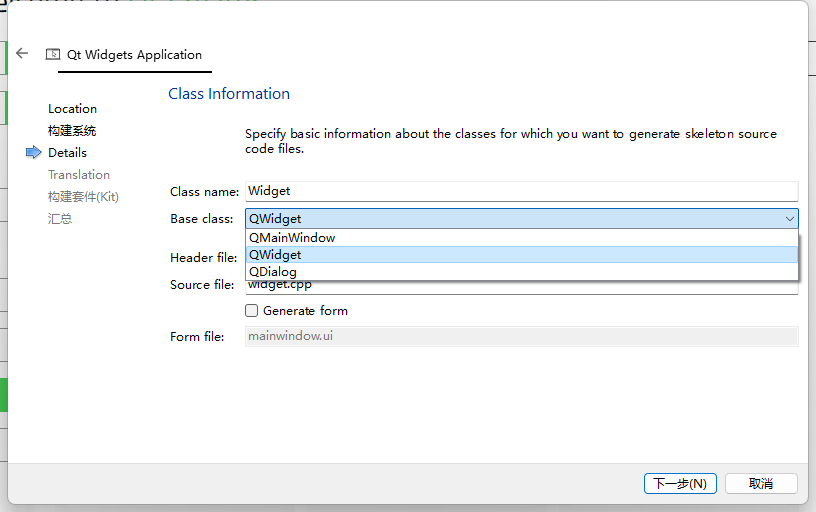 Qt Widgets Application
Location
构建系统
Details
Translation
构建套件(Kit)
汇总
Class Information
Specify basic information about the classes for which you want to generate skeleton source
code files.
Class name: Widget
Base class: QWidget
QMainWindow
QWidget
QDialog
Header file:
Source file: widget.cpp
Generate form
Form file: mainwindow.ui
下一步(N)
取消